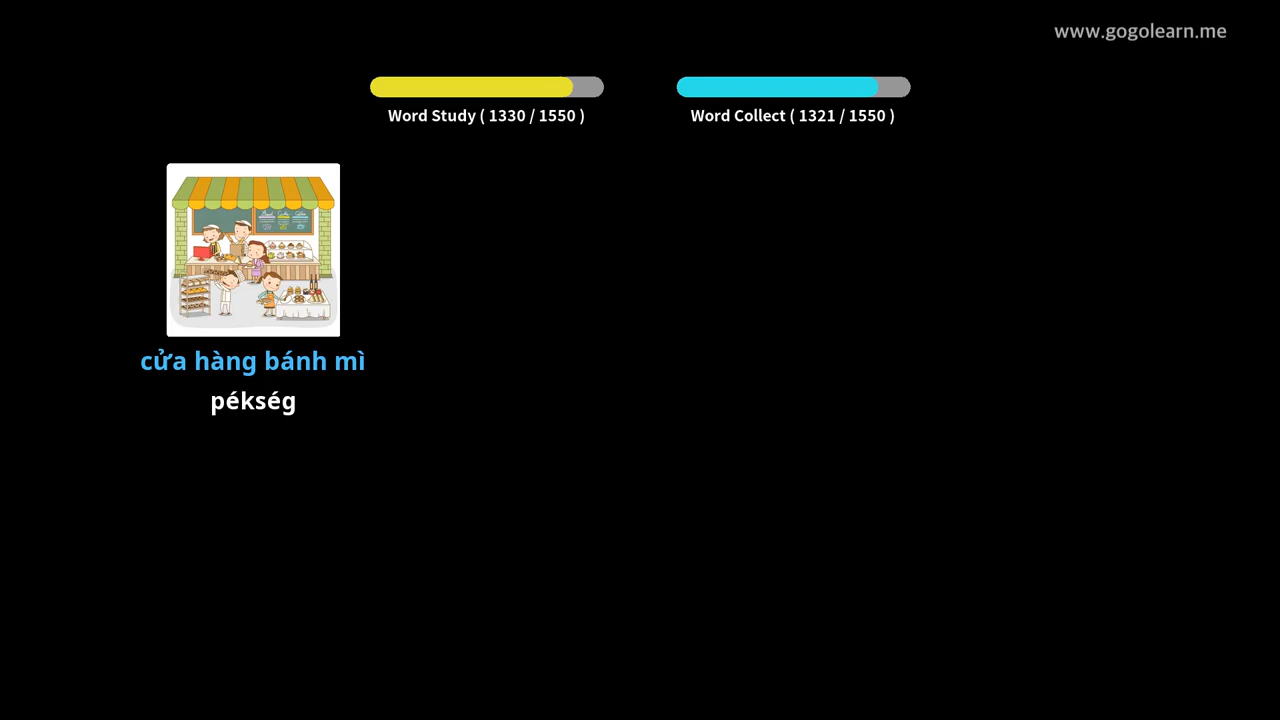 www.gogolearn.me
Word Study ( 1330 / 1550 )
Word Collect ( 1321 / 1550 )
cửa hàng bánh mì
pékség